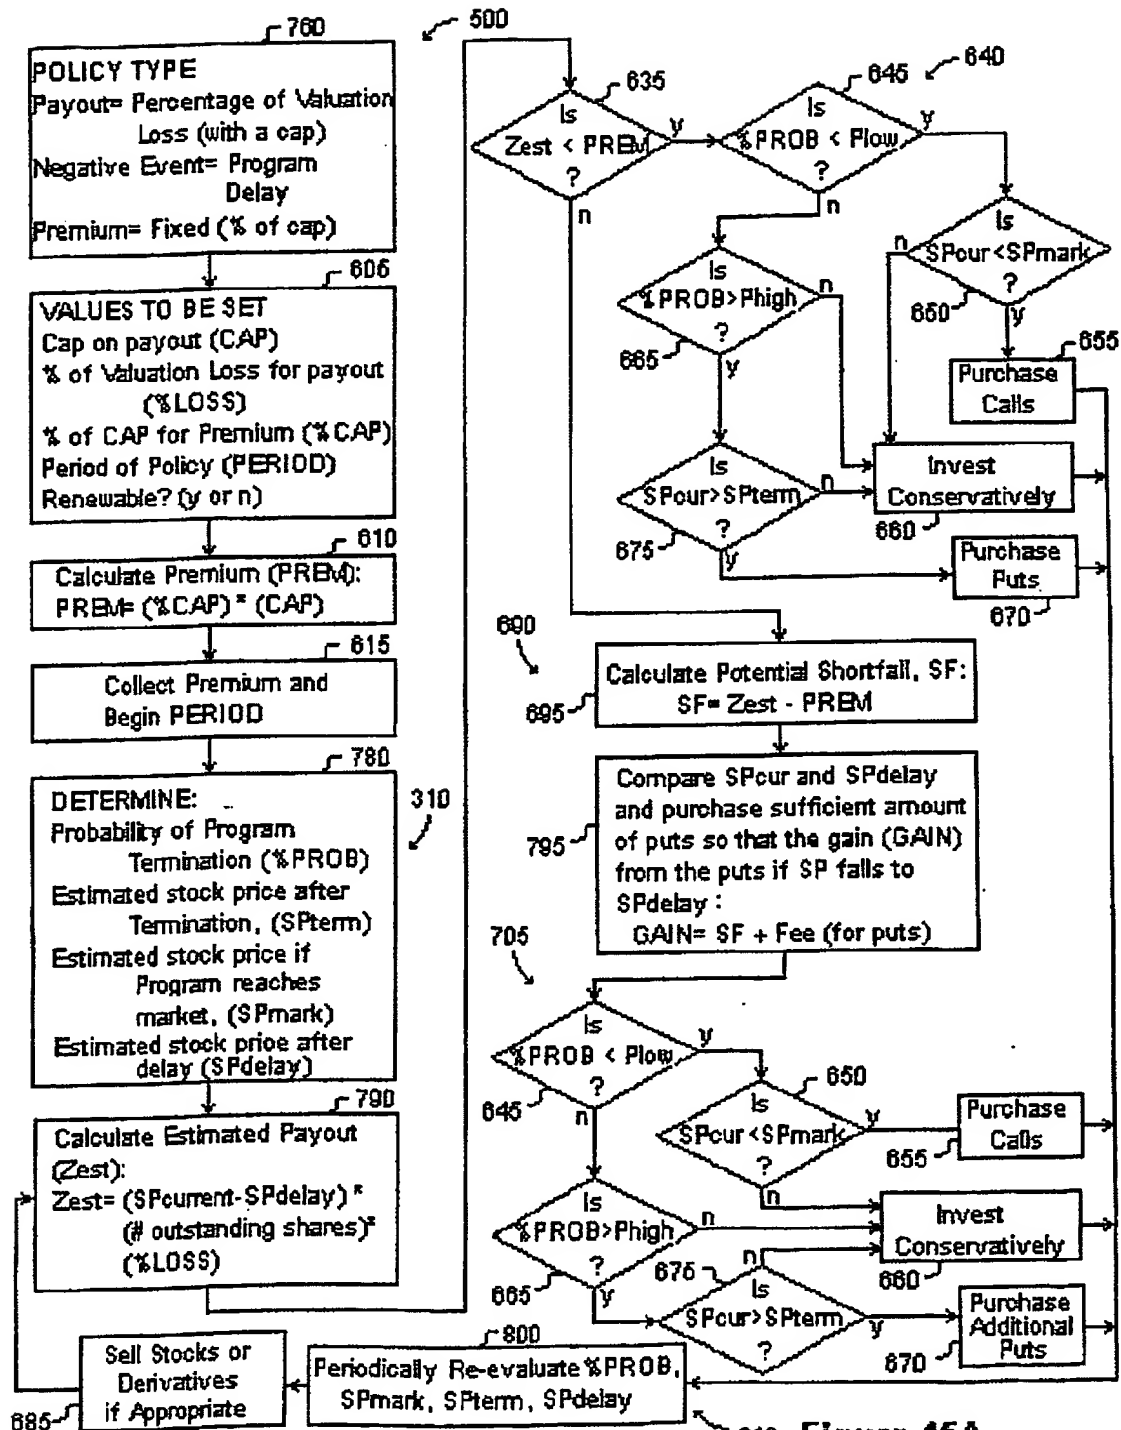 760
500
POLICY TYPE
Payout= Percentage of Valuation
Loss (with a cap)
Negative Event= Program
Delay
Premium= Fixed (% of cap)
605
VALUES TO BE SET
Cap on payout (CAP)
% of Valuation Loss for payout
(%LOSS)
% of CAP for Premium (%CAP)
Period of Policy (PERIOD)
Renewable? (y or n)
610
Calculate Premium (PREM):
PREM= (%CAP) * (CAP)
615
Collect Premium and
Begin PERIOD
780
310
DETERMINE:
Probability of Program
Termination (%PROB)
Estimated stock price after
Termination, (SPterm)
Estimated stock price if
Program reaches
market, (SPmark)
Estimated stock price after
delay (SPdelay)
790
Calculate Estimated Payout
(Zest):
Zest= (SPcurrent-SPdelay) *
(# outstanding shares)*
(%LOSS)
635
Is
Zest < PREM
?
y
n
645
640
Is
%PROB < Plow
?
y
n
Is
SPcur<SPmark
?
n
y
650
655
Purchase
Calls
Is
%PROB>Phigh
?
n
y
665
Is
SPcur>SPterm
?
n
y
675
Invest
Conservatively
660
Purchase
Puts
670
690
Calculate Potential Shortfall, SF:
SF= Zest - PREM
695
Compare SPcur and SPdelay
and purchase sufficient amount
of puts so that the gain (GAIN)
from the puts if SP falls to
SPdelay :
GAIN= SF + Fee (for puts)
795
705
Is
%PROB < Plow
?
y
n
645
650
Is
SPcur<SPmark
?
y
n
Purchase
Calls
655
Is
%PROB>Phigh
?
n
y
665
Invest
Conservatively
660
675
Is
SPcur>SPterm
?
n
y
Purchase
Additional
Puts
670
800
Periodically Re-evaluate %PROB,
SPmark, SPterm, SPdelay
Sell Stocks or
Derivatives
if Appropriate
685